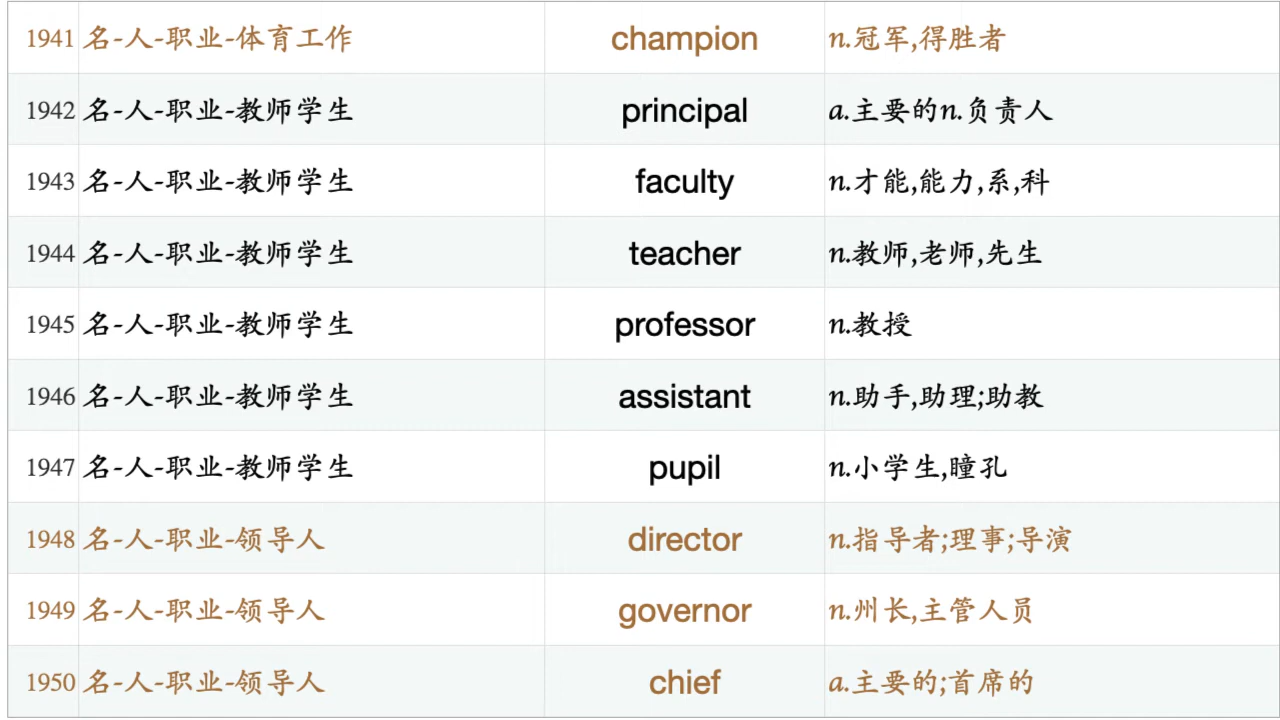 1941 名-人-职业-体育工作 champion n.冠军,得胜者
1942 名-人-职业-教师学生 principal a.主要的n.负责人
1943 名-人-职业-教师学生 faculty n.才能,能力,系,科
1944 名-人-职业-教师学生 teacher n.教师,老师,先生
1945 名-人-职业-教师学生 professor n.教授
1946 名-人-职业-教师学生 assistant n.助手,助理;助教
1947 名-人-职业-教师学生 pupil n.小学生,瞳孔
1948 名-人-职业-领导人 director n.指导者;理事;导演
1949 名-人-职业-领导人 governor n.州长,主管人员
1950 名-人-职业-领导人 chief a.主要的;首席的